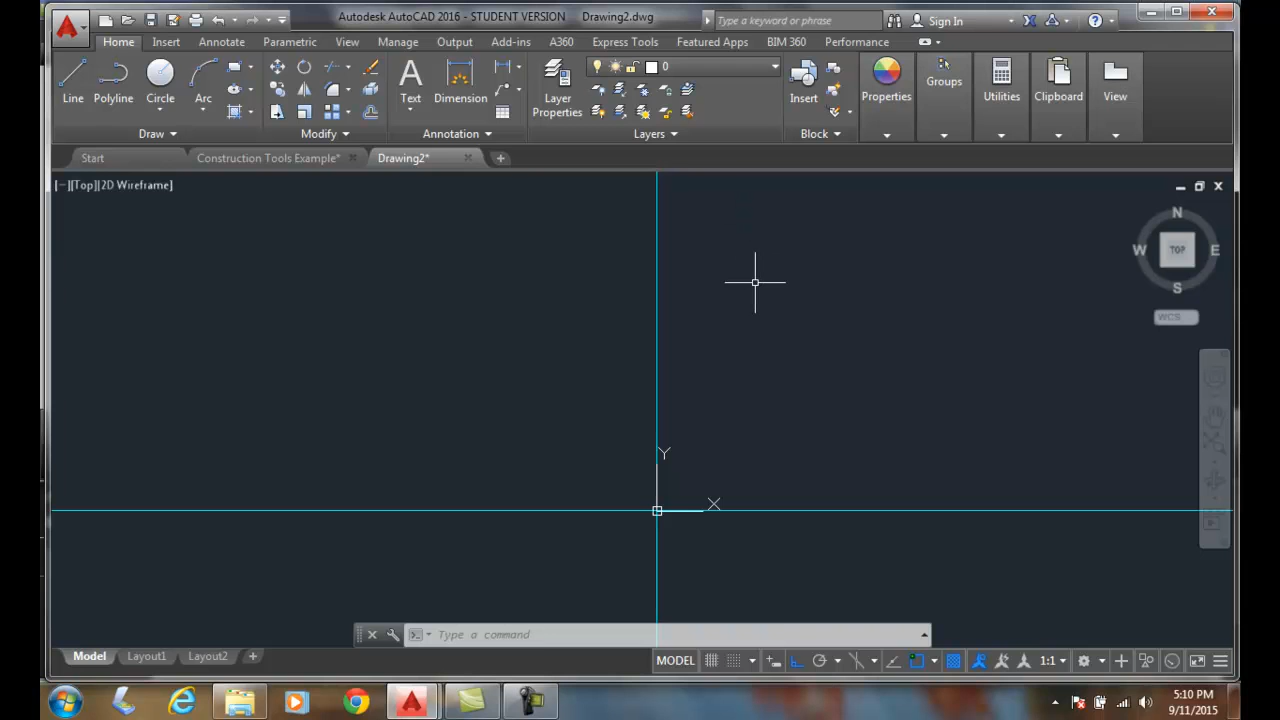 Autodesk AutoCAD 2016 - STUDENT VERSION Drawing2.dwg
Type a keyword or phrase
Sign In
Home Insert Annotate Parametric View Manage Output Add-ins A360 Express Tools Featured Apps BIM 360 Performance
0
Line Polyline Circle Arc
Text Dimension
Layer
Properties
Insert
Properties Groups Utilities Clipboard View
Draw Modify Annotation Layers Block
Start Construction Tools Example* Drawing2*
[−][Top][2D Wireframe]
N
W TOP E
S
WCS
Y
X
Type a command
Model Layout1 Layout2
MODEL 1:1
5:10 PM
9/11/2015